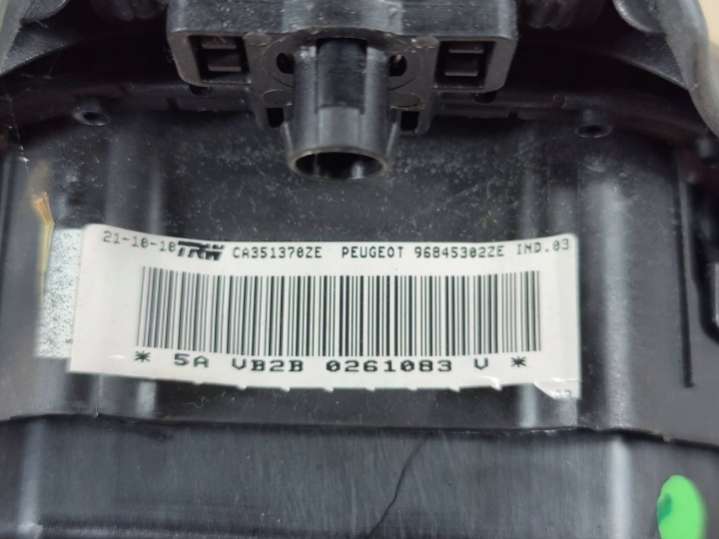 21-10-10 TRW CA351370ZE PEUGEOT 96845302ZE IND.03
* 5A VB2B 0261083 V *